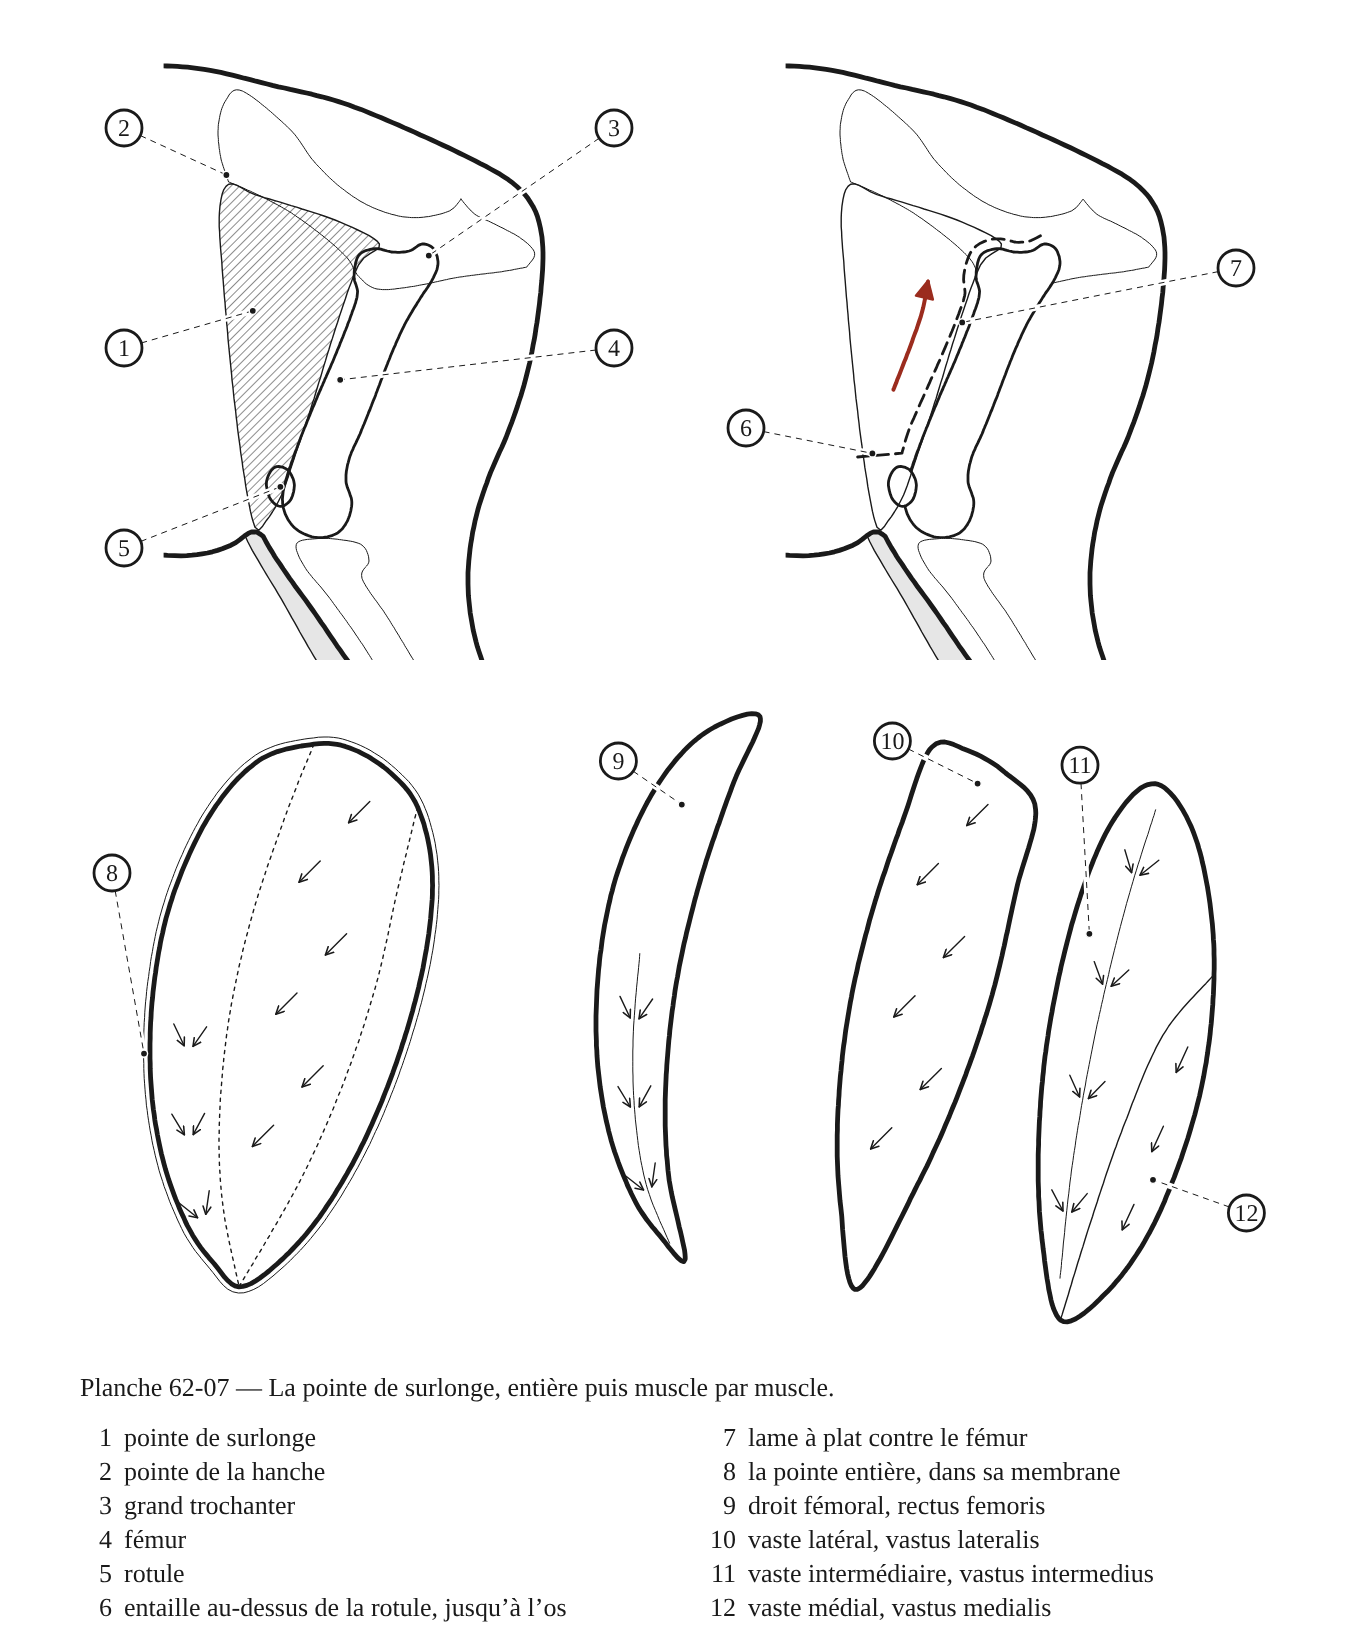 2
3
1
4
5
7
6
8
9
10
11
12
Planche 62-07 — La pointe de surlonge, entière puis muscle par muscle.
1 pointe de surlonge
2 pointe de la hanche
3 grand trochanter
4 fémur
5 rotule
6 entaille au-dessus de la rotule, jusqu’à l’os
7 lame à plat contre le fémur
8 la pointe entière, dans sa membrane
9 droit fémoral, rectus femoris
10 vaste latéral, vastus lateralis
11 vaste intermédiaire, vastus intermedius
12 vaste médial, vastus medialis